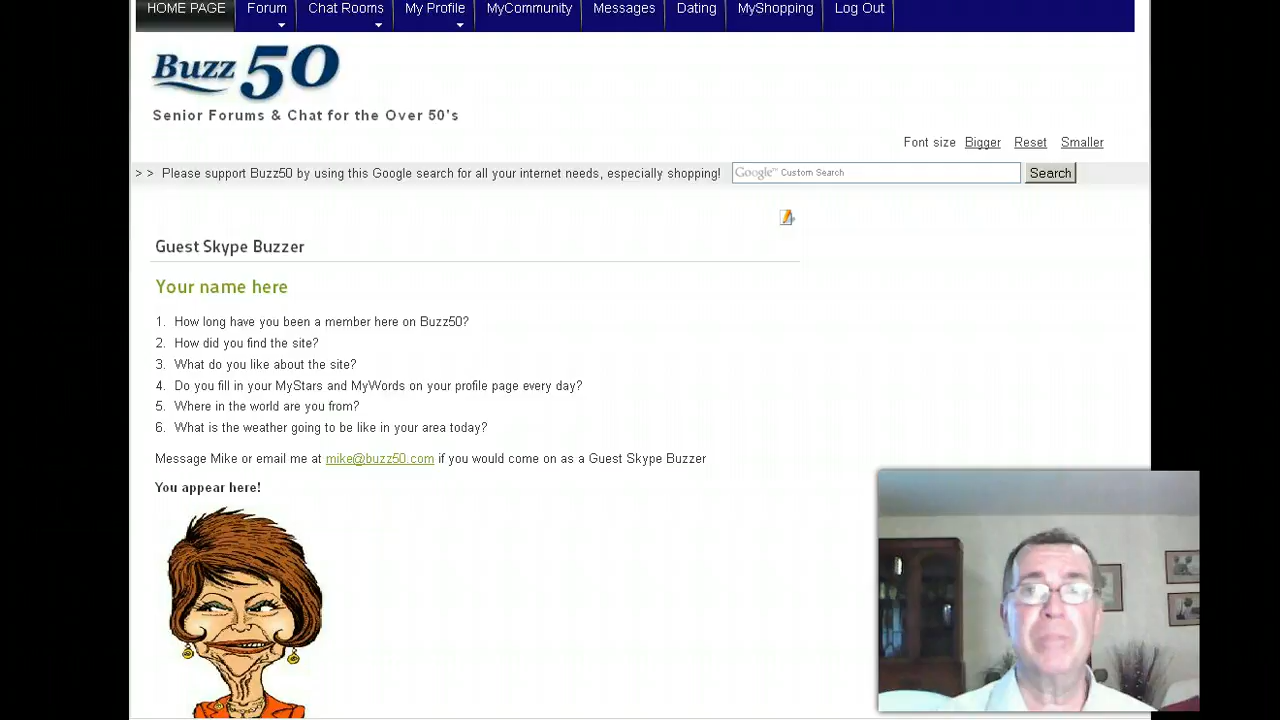 HOME PAGE Forum Chat Rooms My Profile MyCommunity Messages Dating MyShopping Log Out
Buzz 50
Senior Forums & Chat for the Over 50's
Font size Bigger Reset Smaller
> > Please support Buzz50 by using this Google search for all your internet needs, especially shopping! Google™ Custom Search Search
Guest Skype Buzzer
Your name here
1. How long have you been a member here on Buzz50?
2. How did you find the site?
3. What do you like about the site?
4. Do you fill in your MyStars and MyWords on your profile page every day?
5. Where in the world are you from?
6. What is the weather going to be like in your area today?
Message Mike or email me at mike@buzz50.com if you would come on as a Guest Skype Buzzer
You appear here!